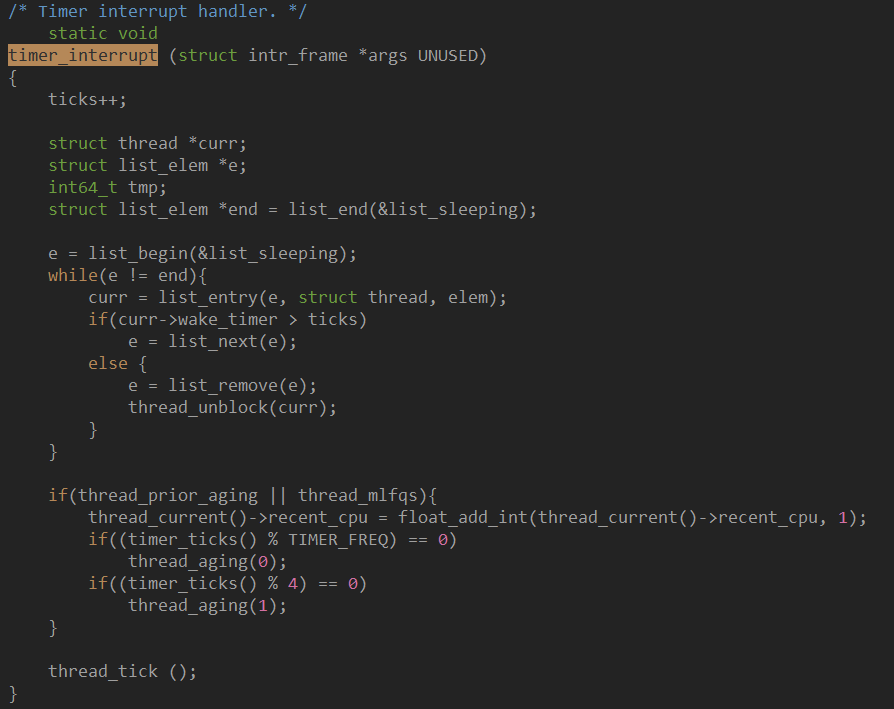 /* Timer interrupt handler. */
    static void
timer_interrupt (struct intr_frame *args UNUSED)
{
    ticks++;

    struct thread *curr;
    struct list_elem *e;
    int64_t tmp;
    struct list_elem *end = list_end(&list_sleeping);

    e = list_begin(&list_sleeping);
    while(e != end){
        curr = list_entry(e, struct thread, elem);
        if(curr->wake_timer > ticks)
            e = list_next(e);
        else {
            e = list_remove(e);
            thread_unblock(curr);
        }
    }

    if(thread_prior_aging || thread_mlfqs){
        thread_current()->recent_cpu = float_add_int(thread_current()->recent_cpu, 1);
        if((timer_ticks() % TIMER_FREQ) == 0)
            thread_aging(0);
        if((timer_ticks() % 4) == 0)
            thread_aging(1);
    }

    thread_tick ();
}